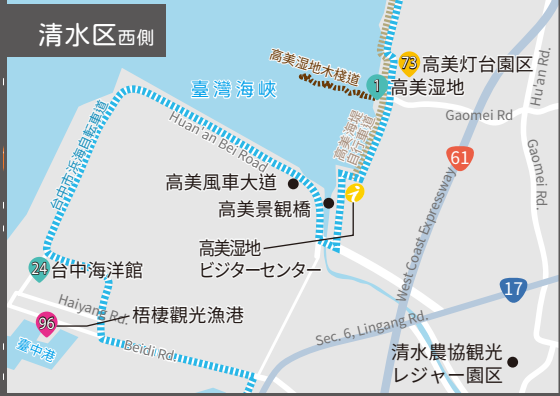 清水区西側
73
高美灯台園区
高美湿地木棧道
1
高美湿地
臺灣海峽
Hu'an Rd.
Gaomei Rd
台中市浜海自転車道
Huan'an Bei Road
高美海堤
自行車道
61
高美風車大道
高美景観橋
Gaomei Rd.
高美湿地
ビジターセンター
West Coast Expressway
24
台中海洋館
17
Haiyang Rd.
96
梧棲觀光漁港
Sec. 6, Lingang Rd.
臺中港
Beidi Rd
清水農協観光
レジャー園区